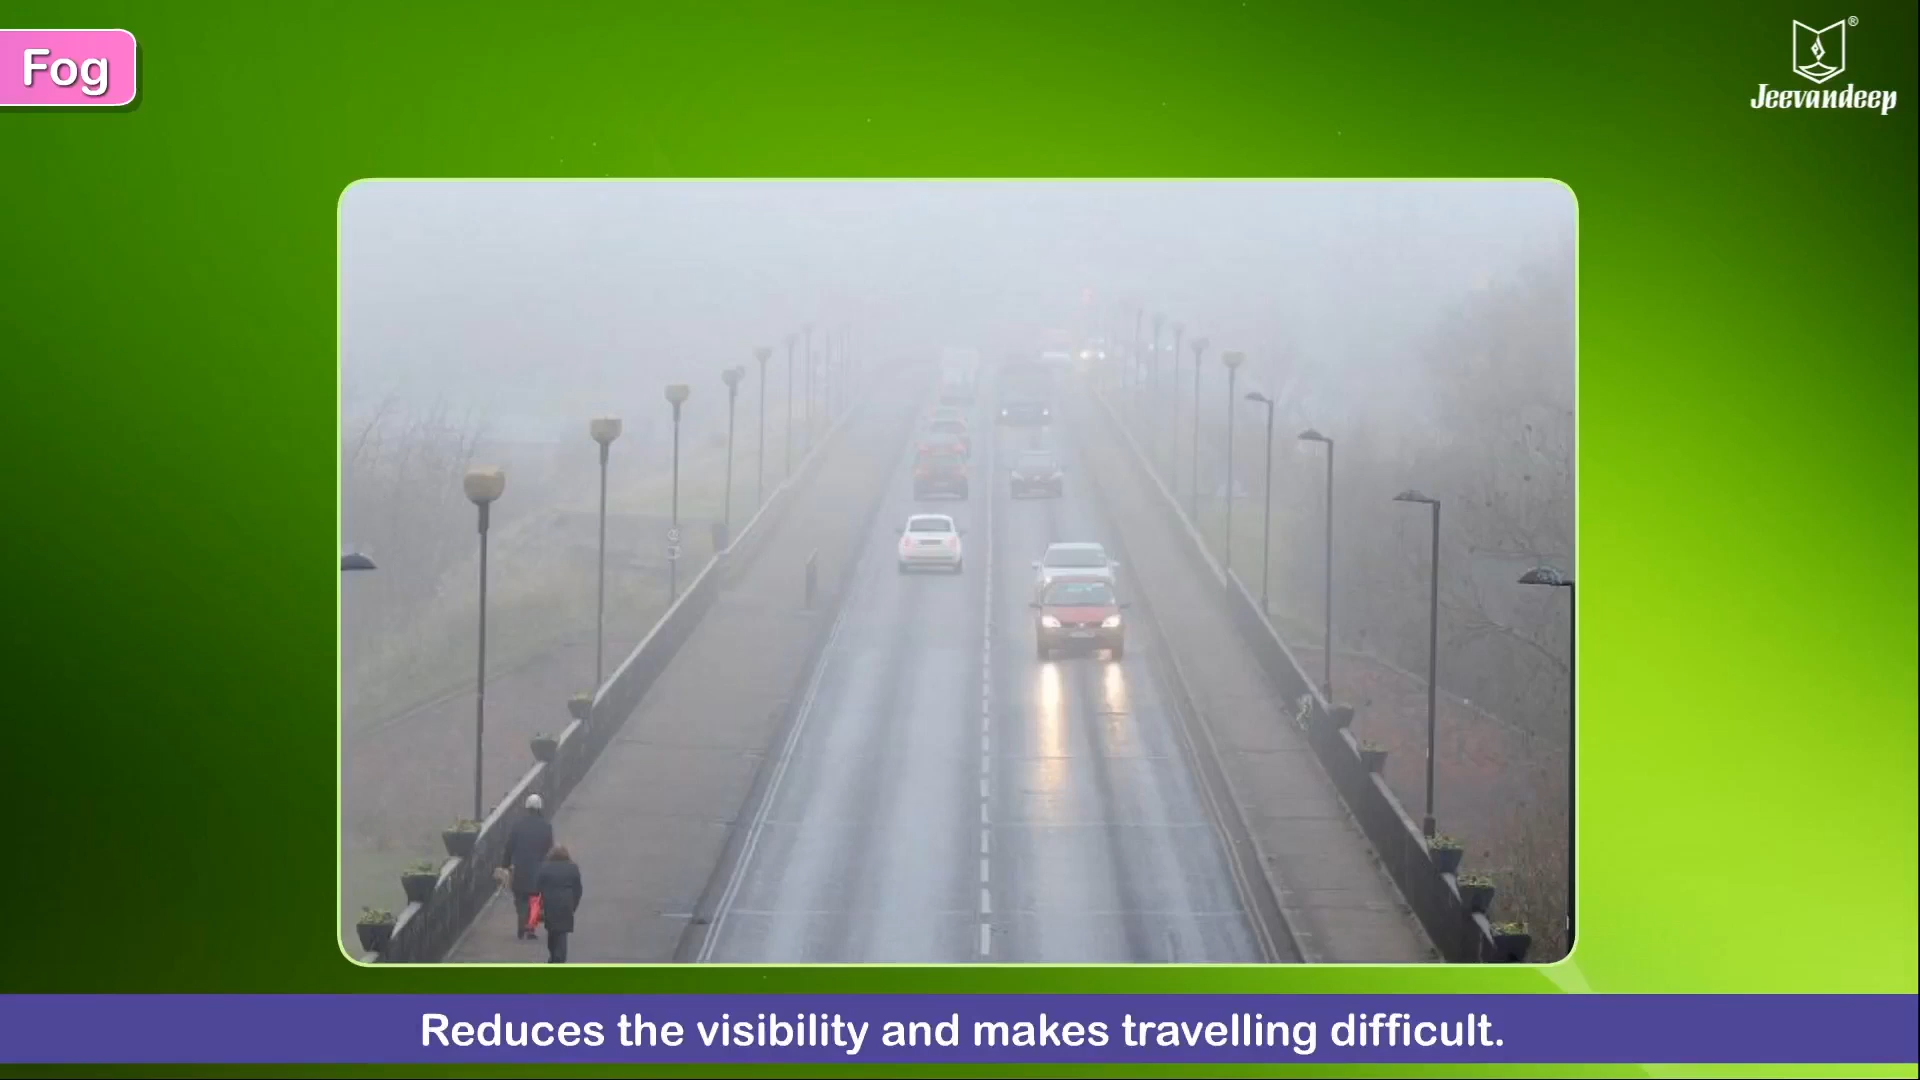 Fog
®
Jeevandeep
Reduces the visibility and makes travelling difficult.